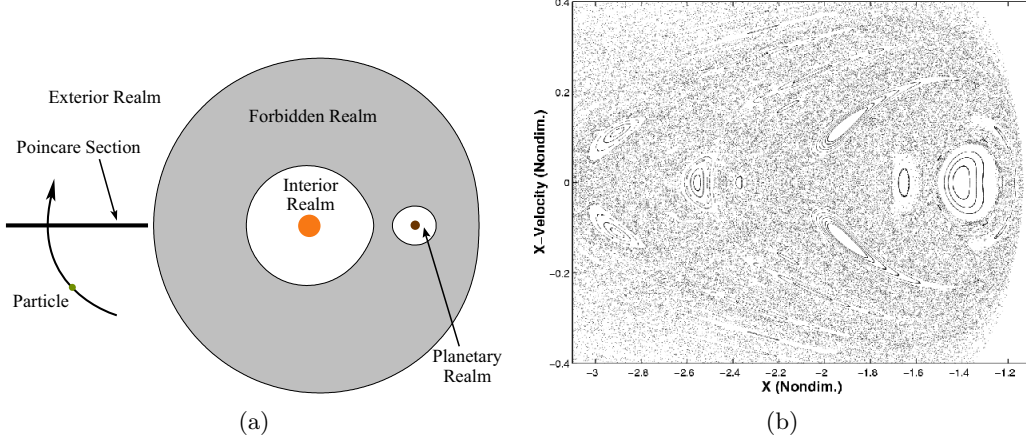 Exterior Realm
Poincare Section
Particle
Forbidden Realm
Interior
Realm
Planetary
Realm
(a)
X-Velocity (Nondim.)
0.4
0.2
0
-0.2
-0.4
-3 -2.8 -2.6 -2.4 -2.2 -2 -1.8 -1.6 -1.4 -1.2
X (Nondim.)
(b)